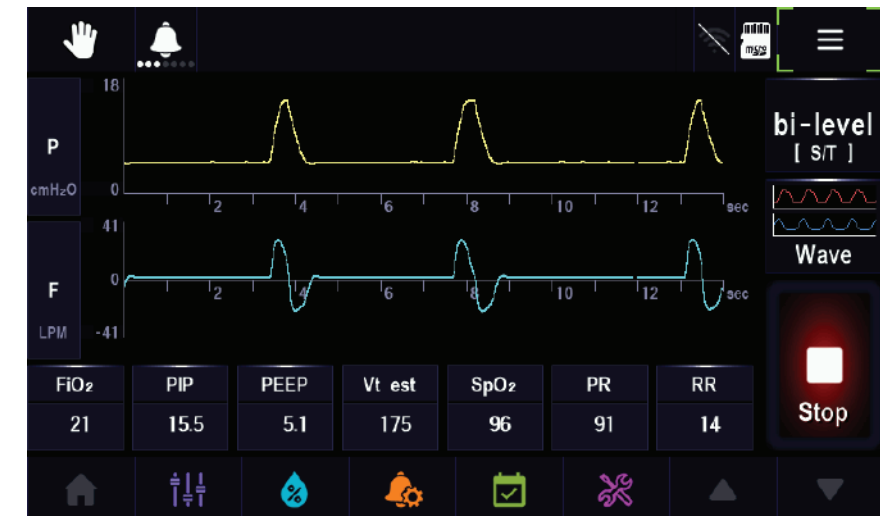 micro
18
P
cmH₂O
0
2 4 6 8 10 12 sec
bi-level
[ S/T ]
Wave
41
F
0
2 4 6 8 10 12 sec
LPM
-41
FiO₂ PIP PEEP Vt est SpO₂ PR RR
21 15.5 5.1 175 96 91 14
Stop
%